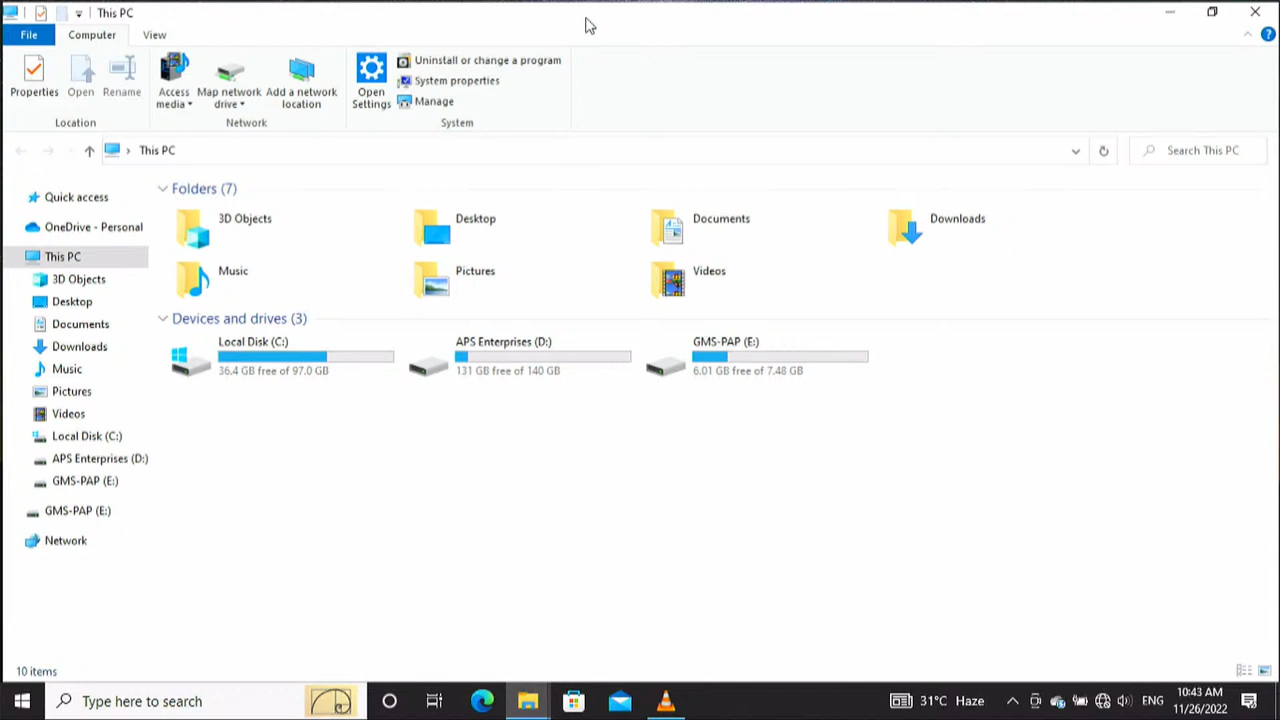 This PC
File Computer View
Properties Open Rename Access media Map network drive Add a network location Open Settings Uninstall or change a program
System properties
Manage
Location Network System
This PC Search This PC
Quick access
OneDrive - Personal
This PC
3D Objects
Desktop
Documents
Downloads
Music
Pictures
Videos
Local Disk (C:)
APS Enterprises (D:)
GMS-PAP (E:)
GMS-PAP (E:)
Network
Folders (7)
3D Objects Desktop Documents Downloads
Music Pictures Videos
Devices and drives (3)
Local Disk (C:) APS Enterprises (D:) GMS-PAP (E:)
36.4 GB free of 97.0 GB 131 GB free of 140 GB 6.01 GB free of 7.48 GB
10 items
Type here to search 31°C Haze ENG 10:43 AM
11/26/2022